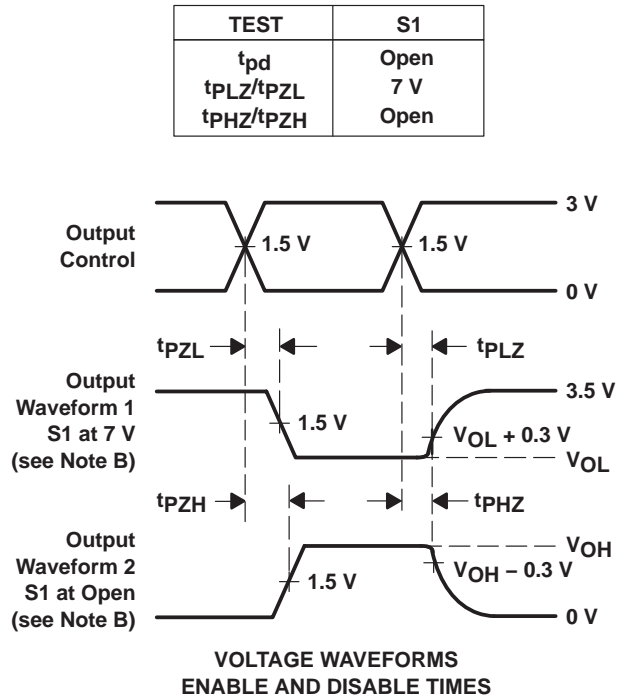 TEST S1
tpd Open
tPLZ/tPZL 7 V
tPHZ/tPZH Open
3 V
Output
Control
1.5 V 1.5 V
0 V
tPZL tPLZ
Output
Waveform 1
S1 at 7 V
(see Note B)
3.5 V
1.5 V
VOL + 0.3 V
VOL
tPZH tPHZ
Output
Waveform 2
S1 at Open
(see Note B)
VOH
VOH – 0.3 V
1.5 V
0 V
VOLTAGE WAVEFORMS
ENABLE AND DISABLE TIMES